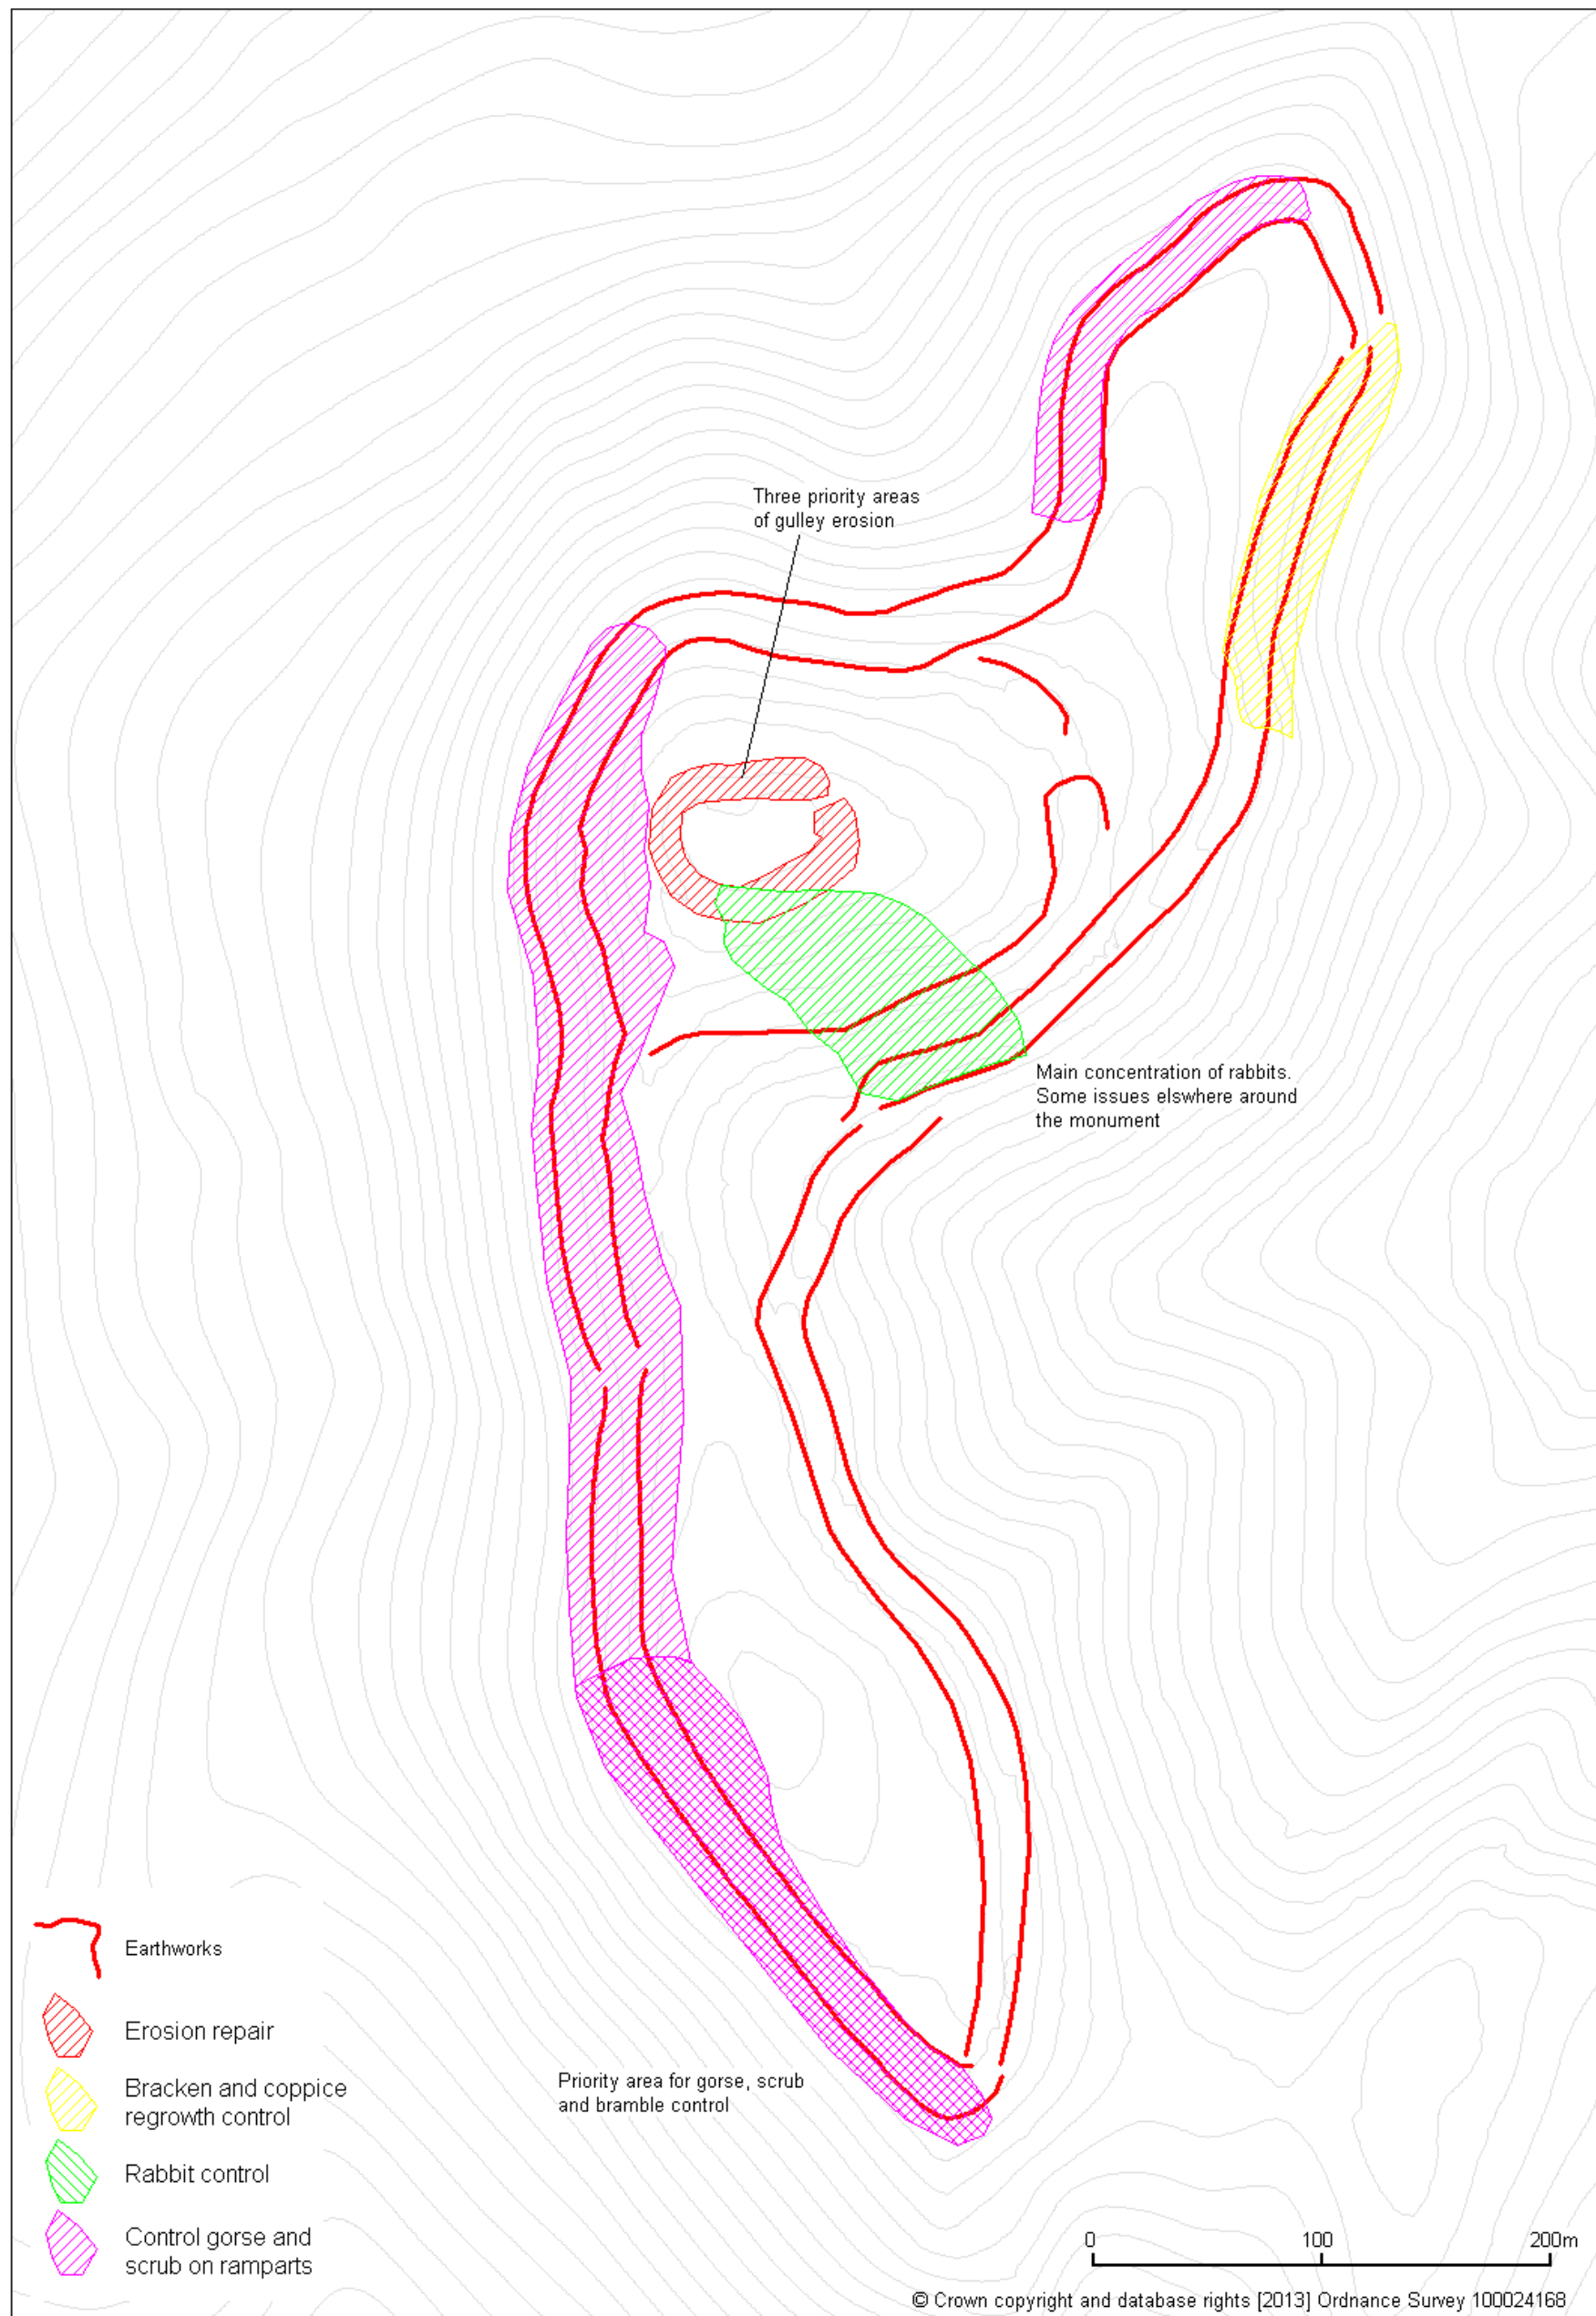 Three priority areas
of gulley erosion
Main concentration of rabbits.
Some issues elswhere around
the monument
Earthworks
Erosion repair
Bracken and coppice
regrowth control
Rabbit control
Control gorse and
scrub on ramparts
Priority area for gorse, scrub
and bramble control
0 100 200m
© Crown copyright and database rights [2013] Ordnance Survey 100024168